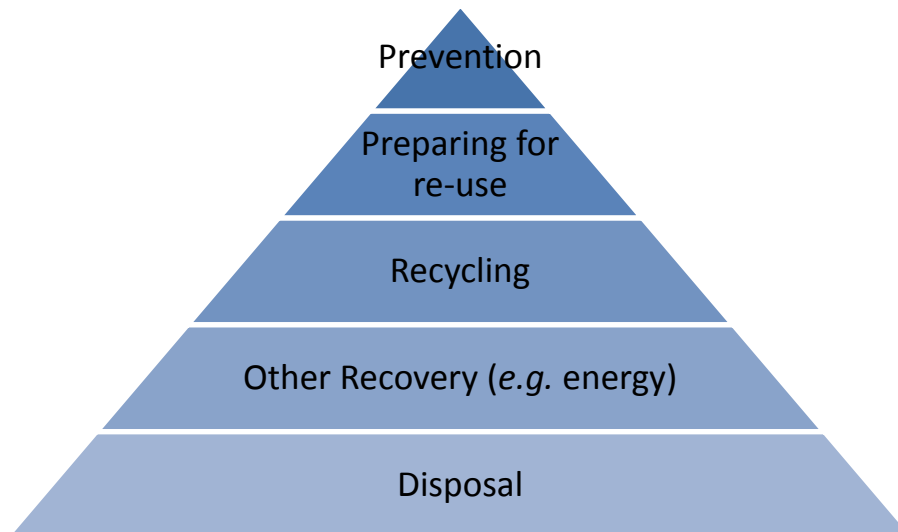 Prevention
Preparing for
re-use
Recycling
Other Recovery (e.g. energy)
Disposal